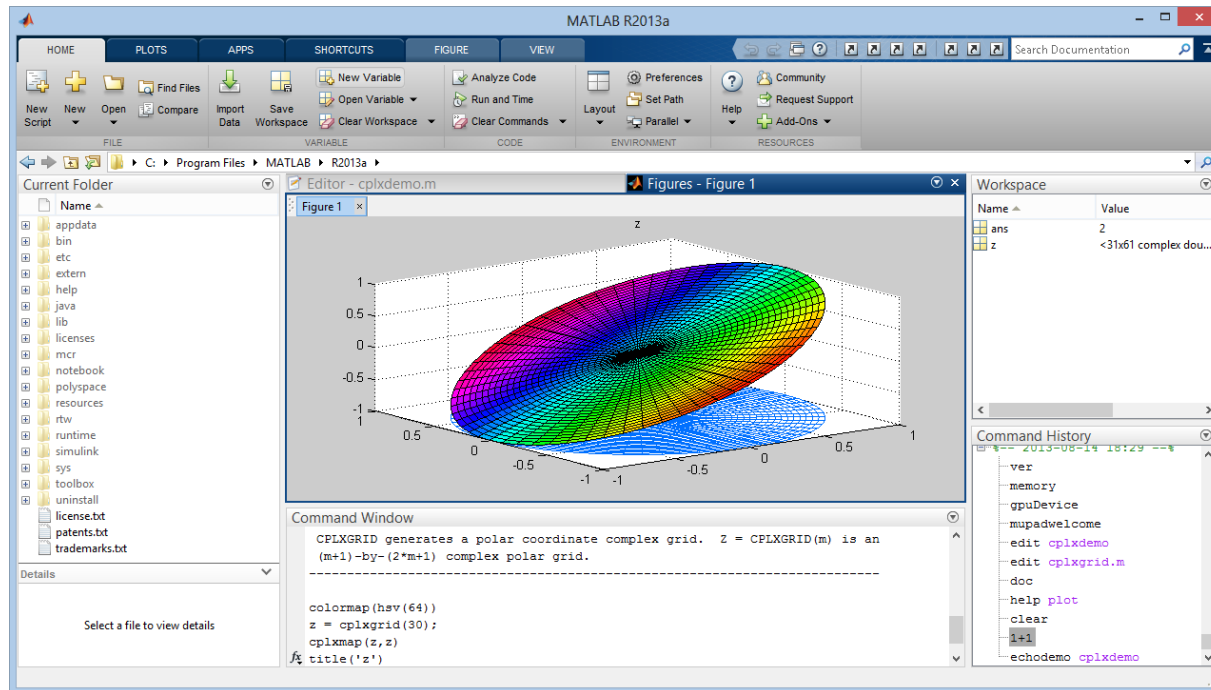 MATLAB R2013a
HOME PLOTS APPS SHORTCUTS FIGURE VIEW Search Documentation
New Script New Open Find Files Compare Import Data Save Workspace New Variable Open Variable Clear Workspace Analyze Code Run and Time Clear Commands Layout Preferences Set Path Parallel Help Community Request Support Add-Ons
FILE VARIABLE CODE ENVIRONMENT RESOURCES
C: Program Files MATLAB R2013a
Current Folder
Name
appdata
bin
etc
extern
help
java
lib
licenses
mcr
notebook
polyspace
resources
rtw
runtime
simulink
sys
toolbox
uninstall
license.txt
patents.txt
trademarks.txt
Details
Select a file to view details
Editor - cplxdemo.m Figures - Figure 1
Figure 1
z
1
0.5
0
-0.5
-1
1 0.5 0 -0.5 -1
-1 -0.5 0 0.5 1
Command Window
CPLXGRID generates a polar coordinate complex grid. Z = CPLXGRID(m) is an
(m+1)-by-(2*m+1) complex polar grid.
---------------------------------------------------------------------------
colormap(hsv(64))
z = cplxgrid(30);
cplxmap(z,z)
fx title('z')
Workspace
Name Value
ans 2
z <31x61 complex dou...
Command History
%-- 2013-08-14 18:29 --%
ver
memory
gpuDevice
mupadwelcome
edit cplxdemo
edit cplxgrid.m
doc
help plot
clear
1+1
echodemo cplxdemo